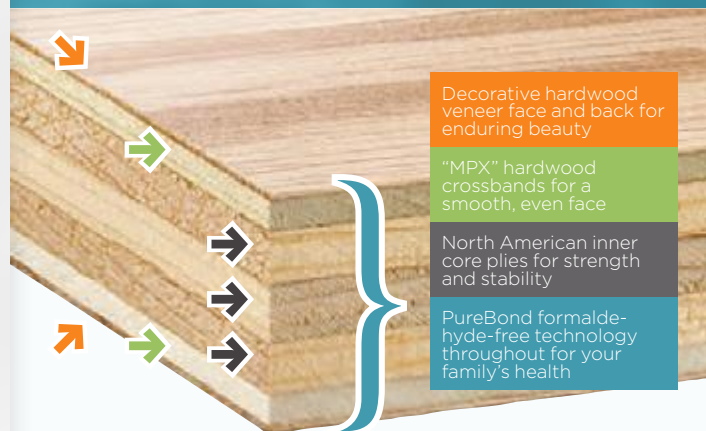 Decorative hardwood
veneer face and back for
enduring beauty
“MPX” hardwood
crossbands for a
smooth, even face
North American inner
core plies for strength
and stability
PureBond formalde-
hyde-free technology
throughout for your
family’s health